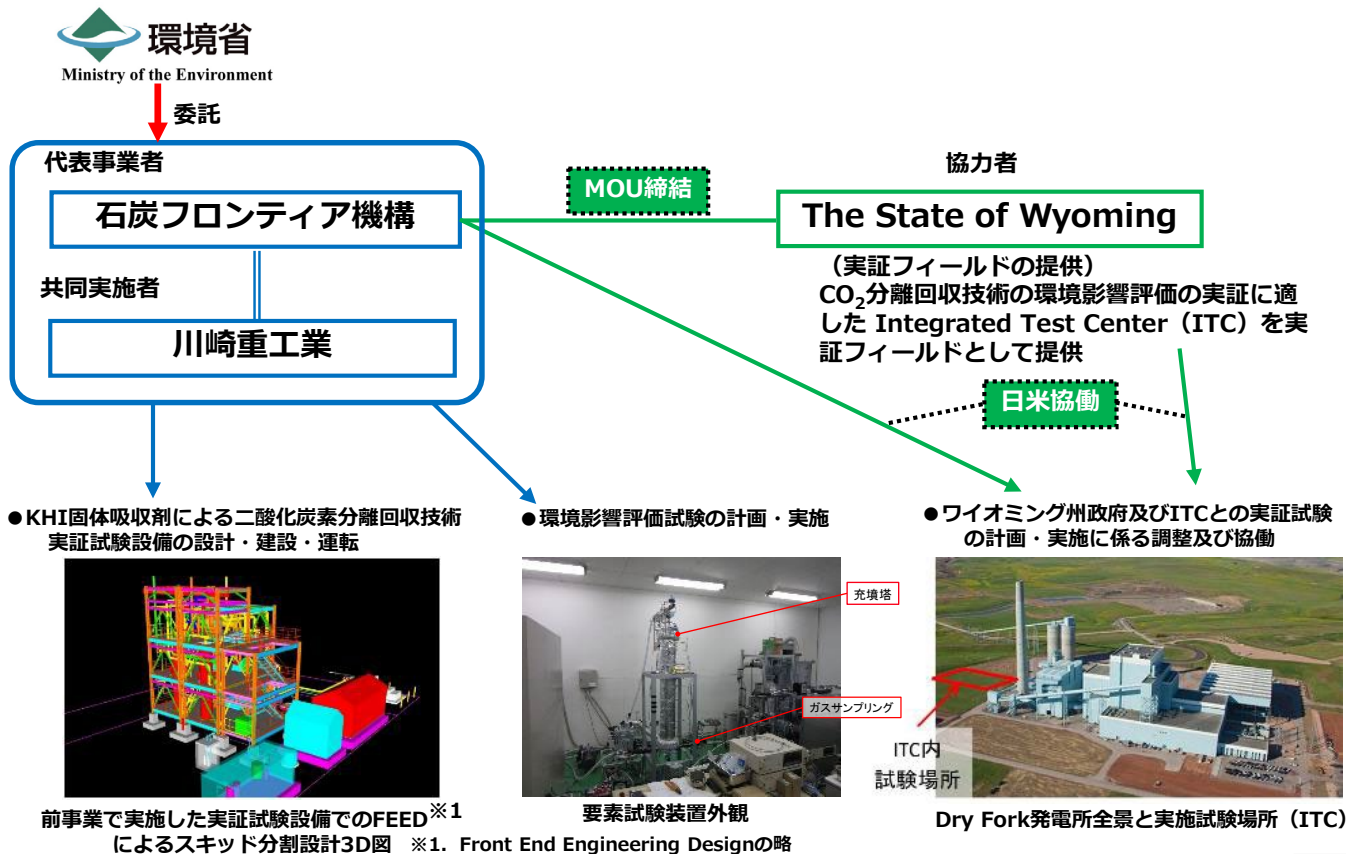 環境省
Ministry of the Environment
委託
代表事業者
石炭フロンティア機構
共同実施者
川崎重工業
MOU締結
協力者
The State of Wyoming
（実証フィールドの提供）
CO₂分離回収技術の環境影響評価の実証に適
した Integrated Test Center（ITC）を実
証フィールドとして提供
日米協働
●KHI固体吸収剤による二酸化炭素分離回収技術
実証試験設備の設計・建設・運転
●環境影響評価試験の計画・実施
●ワイオミング州政府及びITCとの実証試験
の計画・実施に係る調整及び協働
充填塔
ガスサンプリング
ITC内
試験場所
前事業で実施した実証試験設備でのFEED※1
によるスキッド分割設計3D図
要素試験装置外観
※1. Front End Engineering Designの略
Dry Fork発電所全景と実施試験場所（ITC）